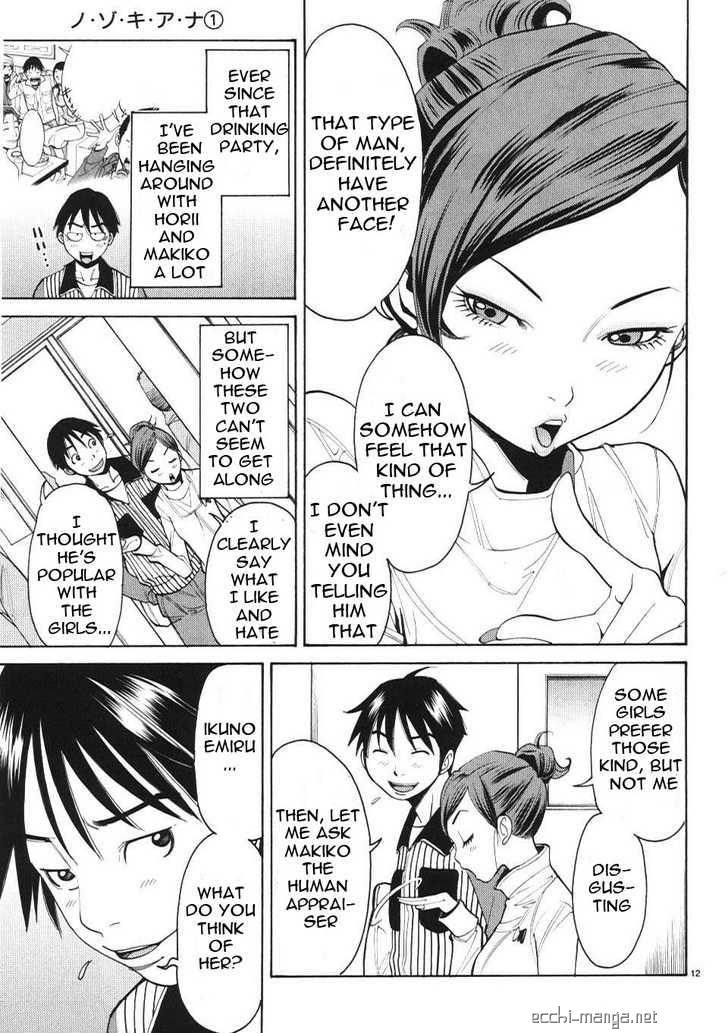 ノ・ゾ・キ・ア・ナ①
THAT TYPE
OF MAN,
DEFINITELY
HAVE
ANOTHER
FACE!
I CAN
SOMEHOW
FEEL THAT
KIND OF
THING...
I DON'T
EVEN
MIND
YOU
TELLING
HIM
THAT
EVER
SINCE
THAT
DRINKING
PARTY,
I'VE
BEEN
HANGING
AROUND
WITH
HORII
AND
MAKIKO
A LOT
BUT
SOME-
HOW
THESE
TWO
CAN'T
SEEM
TO GET
ALONG
I
CLEARLY
SAY
WHAT
I LIKE
AND
HATE
I
THOUGHT
HE'S
POPULAR
WITH
THE
GIRLS...
SOME
GIRLS
PREFER
THOSE
KIND, BUT
NOT ME
DIS-
GUS-
TING
THEN, LET
ME ASK
MAKIKO
THE
HUMAN
APPRAI-
SER
IKUNO
EMIRU
...
WHAT
DO YOU
THINK
OF
HER?
12
ecchi-manga.net